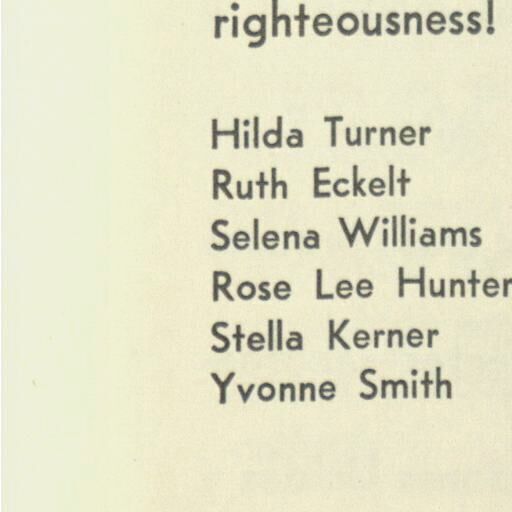 righteousness!
Hilda Turner
Ruth Eckelt
Selena Williams
Rose Lee Hunter
Stella Kerner
Yvonne Smith